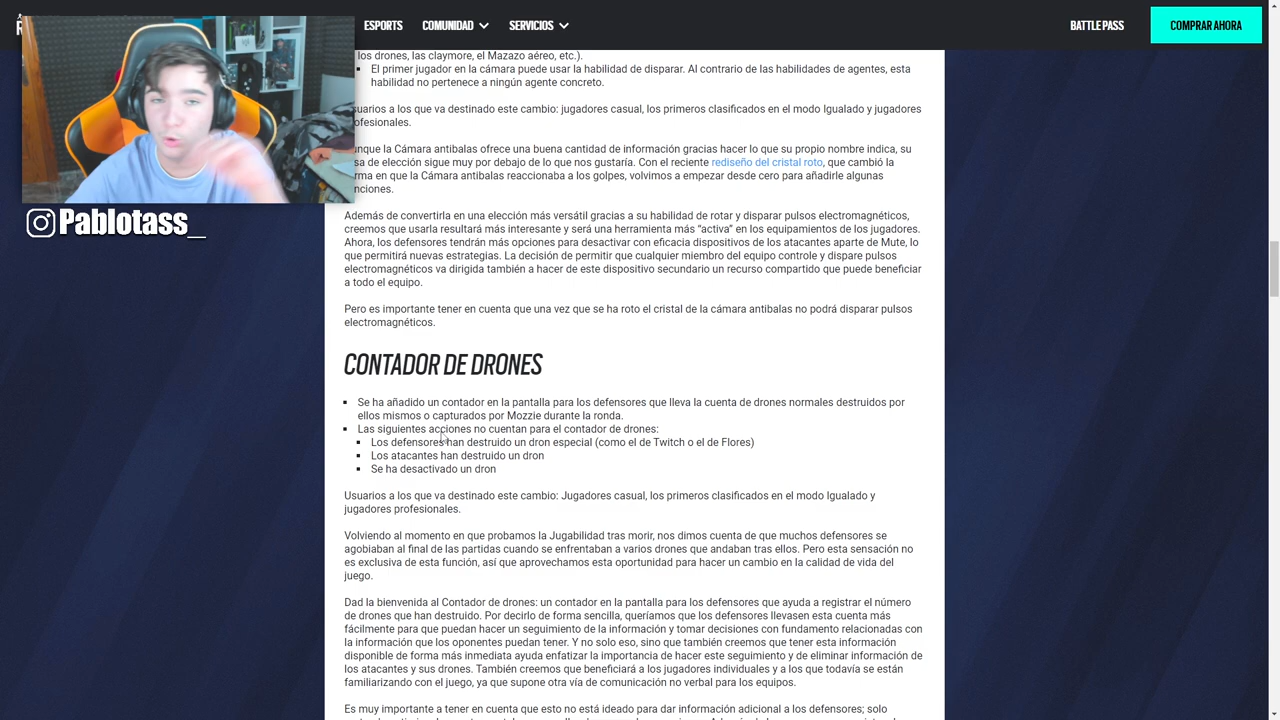 R
ESPORTS
COMUNIDAD
SERVICIOS
BATTLE PASS
COMPRAR AHORA
los drones, las claymore, el Mazazo aéreo, etc.).
El primer jugador en la cámara puede usar la habilidad de disparar. Al contrario de las habilidades de agentes, esta
habilidad no pertenece a ningún agente concreto.
suarios a los que va destinado este cambio: jugadores casual, los primeros clasificados en el modo Igualado y jugadores
ofesionales.
unque la Cámara antibalas ofrece una buena cantidad de información gracias hacer lo que su propio nombre indica, su
sa de elección sigue muy por debajo de lo que nos gustaría. Con el reciente rediseño del cristal roto, que cambió la
rma en que la Cámara antibalas reaccionaba a los golpes, volvimos a empezar desde cero para añadirle algunas
nciones.
Pablotass_
Además de convertirla en una elección más versátil gracias a su habilidad de rotar y disparar pulsos electromagnéticos,
creemos que usarla resultará más interesante y será una herramienta más “activa” en los equipamientos de los jugadores.
Ahora, los defensores tendrán más opciones para desactivar con eficacia dispositivos de los atacantes aparte de Mute, lo
que permitirá nuevas estrategias. La decisión de permitir que cualquier miembro del equipo controle y dispare pulsos
electromagnéticos va dirigida también a hacer de este dispositivo secundario un recurso compartido que puede beneficiar
a todo el equipo.
Pero es importante tener en cuenta que una vez que se ha roto el cristal de la cámara antibalas no podrá disparar pulsos
electromagnéticos.
CONTADOR DE DRONES
Se ha añadido un contador en la pantalla para los defensores que lleva la cuenta de drones normales destruidos por
ellos mismos o capturados por Mozzie durante la ronda.
Las siguientes acciones no cuentan para el contador de drones:
Los defensores han destruido un dron especial (como el de Twitch o el de Flores)
Los atacantes han destruido un dron
Se ha desactivado un dron
Usuarios a los que va destinado este cambio: Jugadores casual, los primeros clasificados en el modo Igualado y
jugadores profesionales.
Volviendo al momento en que probamos la Jugabilidad tras morir, nos dimos cuenta de que muchos defensores se
agobiaban al final de las partidas cuando se enfrentaban a varios drones que andaban tras ellos. Pero esta sensación no
es exclusiva de esta función, así que aprovechamos esta oportunidad para hacer un cambio en la calidad de vida del
juego.
Dad la bienvenida al Contador de drones: un contador en la pantalla para los defensores que ayuda a registrar el número
de drones que han destruido. Por decirlo de forma sencilla, queríamos que los defensores llevasen esta cuenta más
fácilmente para que puedan hacer un seguimiento de la información y tomar decisiones con fundamento relacionadas con
la información que los oponentes puedan tener. Y no solo eso, sino que también creemos que tener esta información
disponible de forma más inmediata ayuda enfatizar la importancia de hacer este seguimiento y de eliminar información de
los atacantes y sus drones. También creemos que beneficiará a los jugadores individuales y a los que todavía se están
familiarizando con el juego, ya que supone otra vía de comunicación no verbal para los equipos.
Es muy importante a tener en cuenta que esto no está ideado para dar información adicional a los defensores; solo